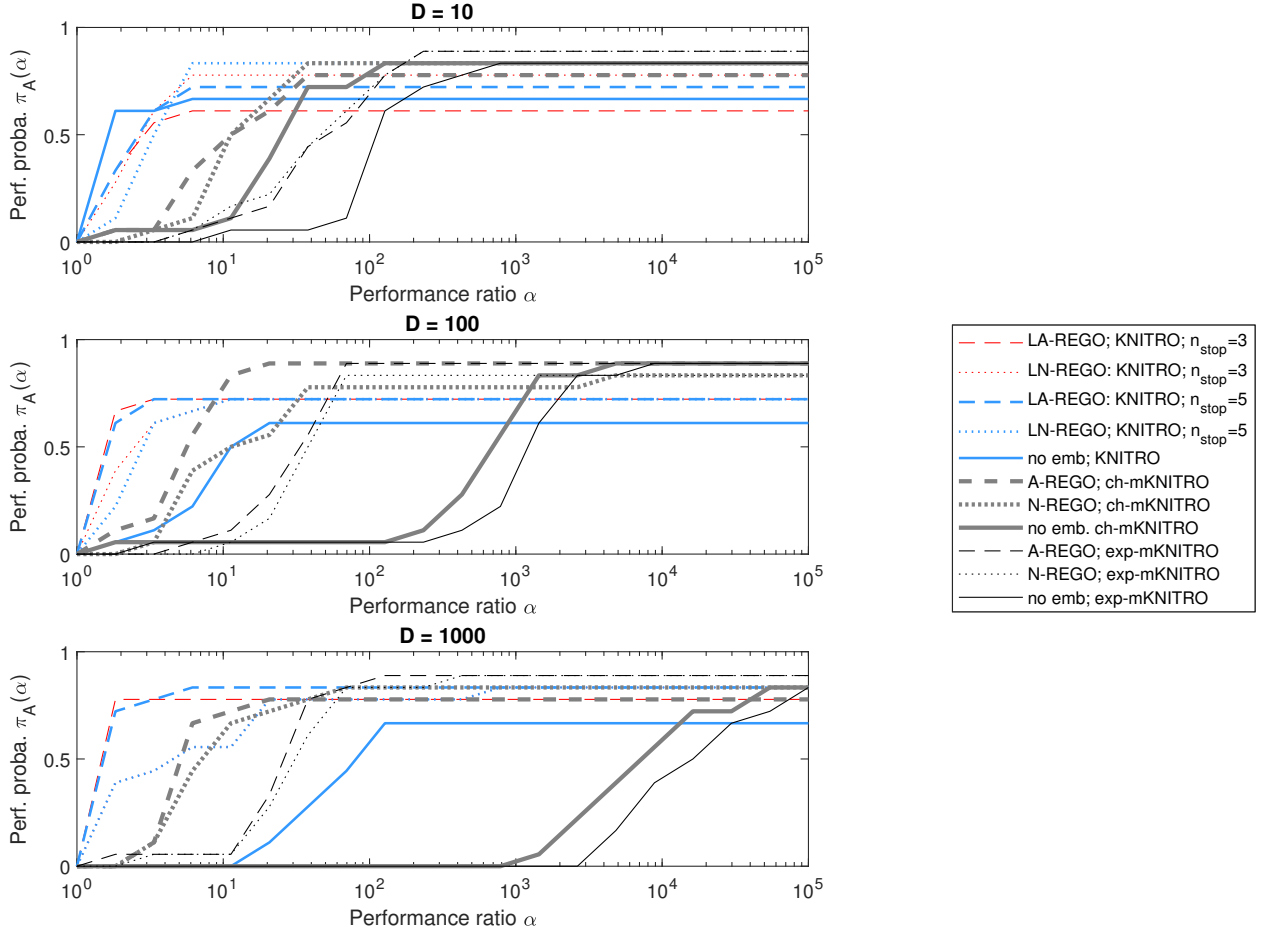 D = 10
1
0.5
0
Perf. proba. π_A(α)
10^0 10^1 10^2 10^3 10^4 10^5
Performance ratio α
D = 100
1
0.5
0
Perf. proba. π_A(α)
10^0 10^1 10^2 10^3 10^4 10^5
Performance ratio α
D = 1000
1
0.5
0
Perf. proba. π_A(α)
10^0 10^1 10^2 10^3 10^4 10^5
Performance ratio α
LA-REGO; KNITRO; n_stop=3
LN-REGO: KNITRO; n_stop=3
LA-REGO: KNITRO; n_stop=5
LN-REGO; KNITRO; n_stop=5
no emb; KNITRO
A-REGO; ch-mKNITRO
N-REGO; ch-mKNITRO
no emb. ch-mKNITRO
A-REGO; exp-mKNITRO
N-REGO; exp-mKNITRO
no emb; exp-mKNITRO